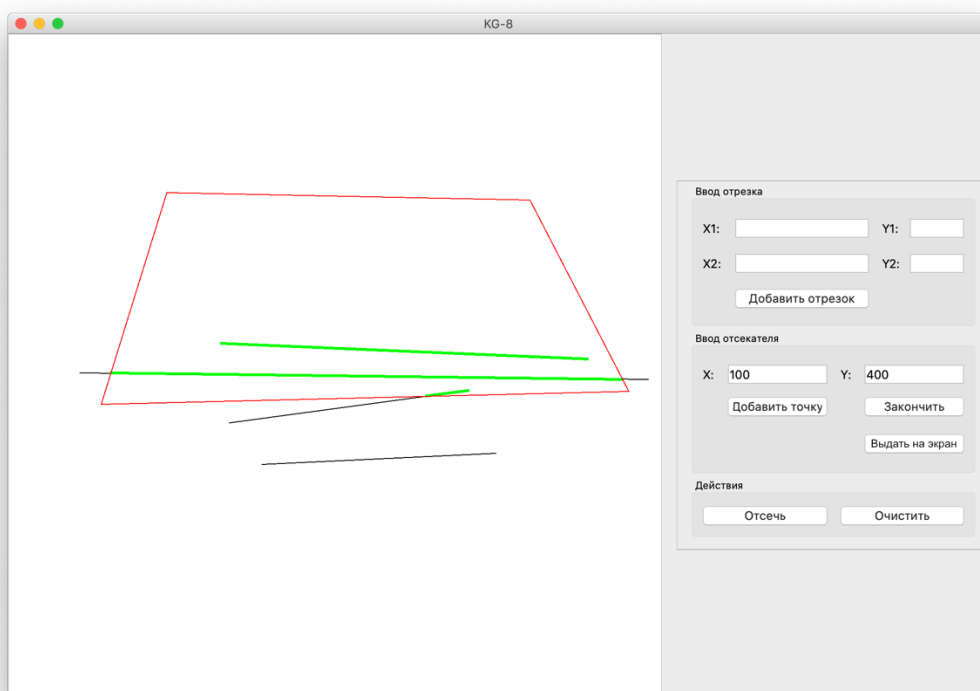 KG-8
Ввод отрезка
X1: Y1:
X2: Y2:
Добавить отрезок
Ввод отсекателя
X: 100 Y: 400
Добавить точку Закончить
Выдать на экран
Действия
Отсечь Очистить